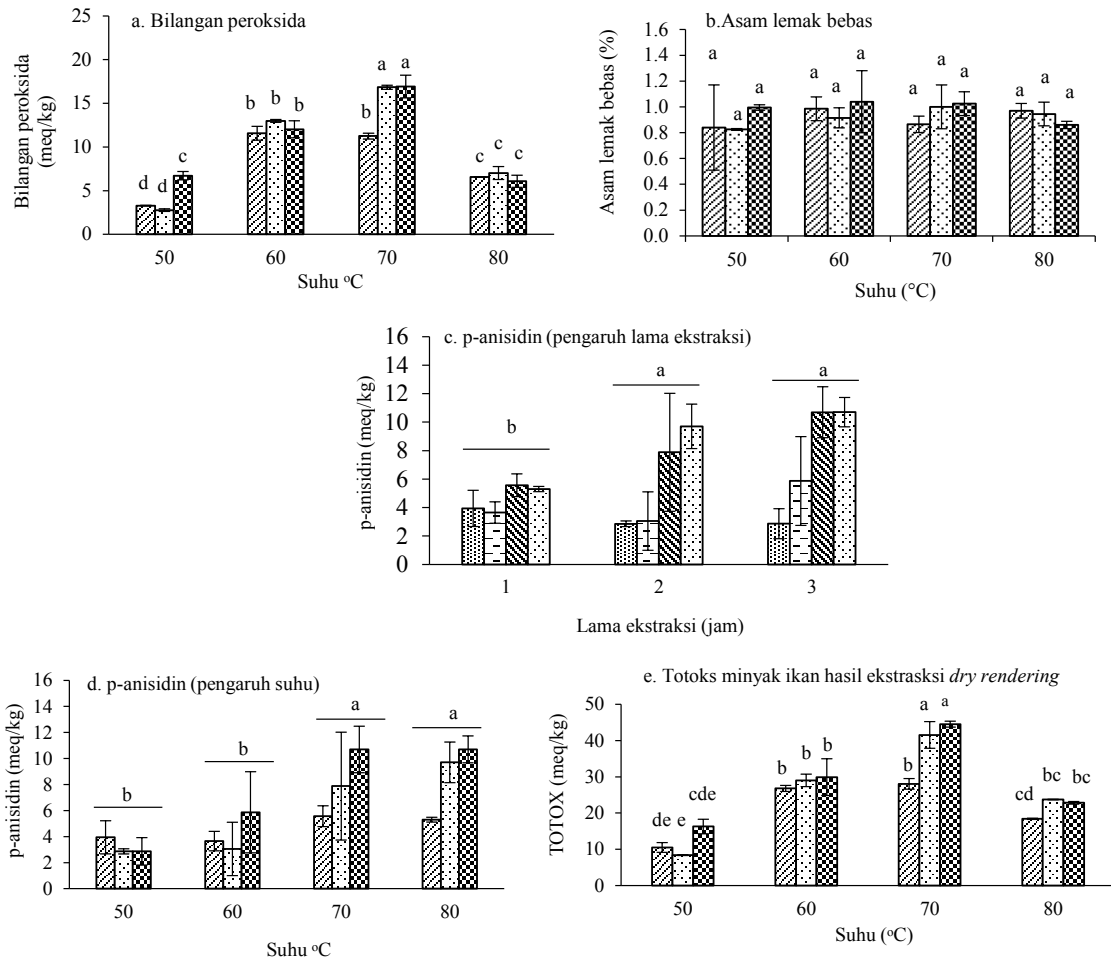 a. Bilangan peroksida
Bilangan peroksida
(meq/kg)
25
20
15
10
5
0
d d c
b b b
b a a
c c c
50 60 70 80
Suhu ᵒC
b.Asam lemak bebas
Asam lemak bebas (%)
1.6
1.4
1.2
1.0
0.8
0.6
0.4
0.2
0.0
a a a
a a a
a a a
a a a
50 60 70 80
Suhu (°C)
c. p-anisidin (pengaruh lama ekstraksi)
p-anisidin (meq/kg)
16
14
12
10
8
6
4
2
0
b a a
1 2 3
Lama ekstraksi (jam)
d. p-anisidin (pengaruh suhu)
p-anisidin (meq/kg)
16
14
12
10
8
6
4
2
0
b b a a
50 60 70 80
Suhu ᵒC
e. Totoks minyak ikan hasil ekstrasksi dry rendering
TOTOX (meq/kg)
50
40
30
20
10
0
de e cde
b b b
b a a
cd bc bc
50 60 70 80
Suhu (ᵒC)